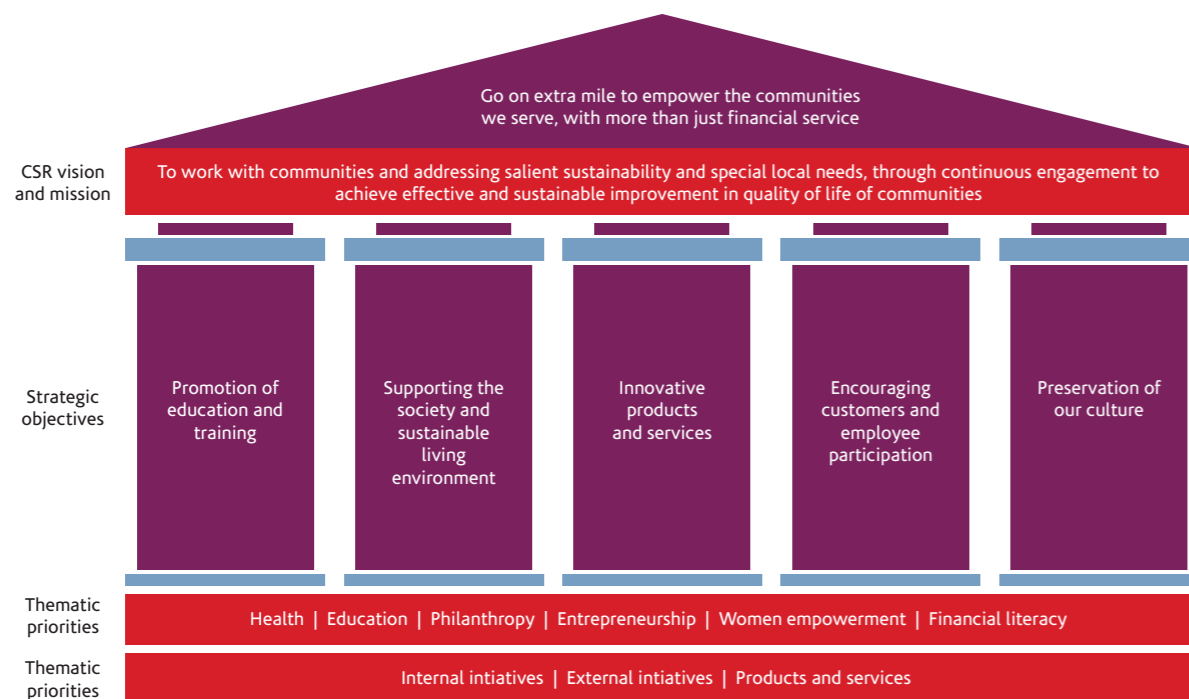 Go on extra mile to empower the communities
we serve, with more than just financial service
CSR vision
and mission
To work with communities and addressing salient sustainability and special local needs, through continuous engagement to
achieve effective and sustainable improvement in quality of life of communities
Strategic
objectives
Promotion of
education and
training
Supporting the
society and
sustainable
living
environment
Innovative
products
and services
Encouraging
customers and
employee
participation
Preservation of
our culture
Thematic
priorities
Health | Education | Philanthropy | Entrepreneurship | Women empowerment | Financial literacy
Thematic
priorities
Internal intiatives | External intiatives | Products and services